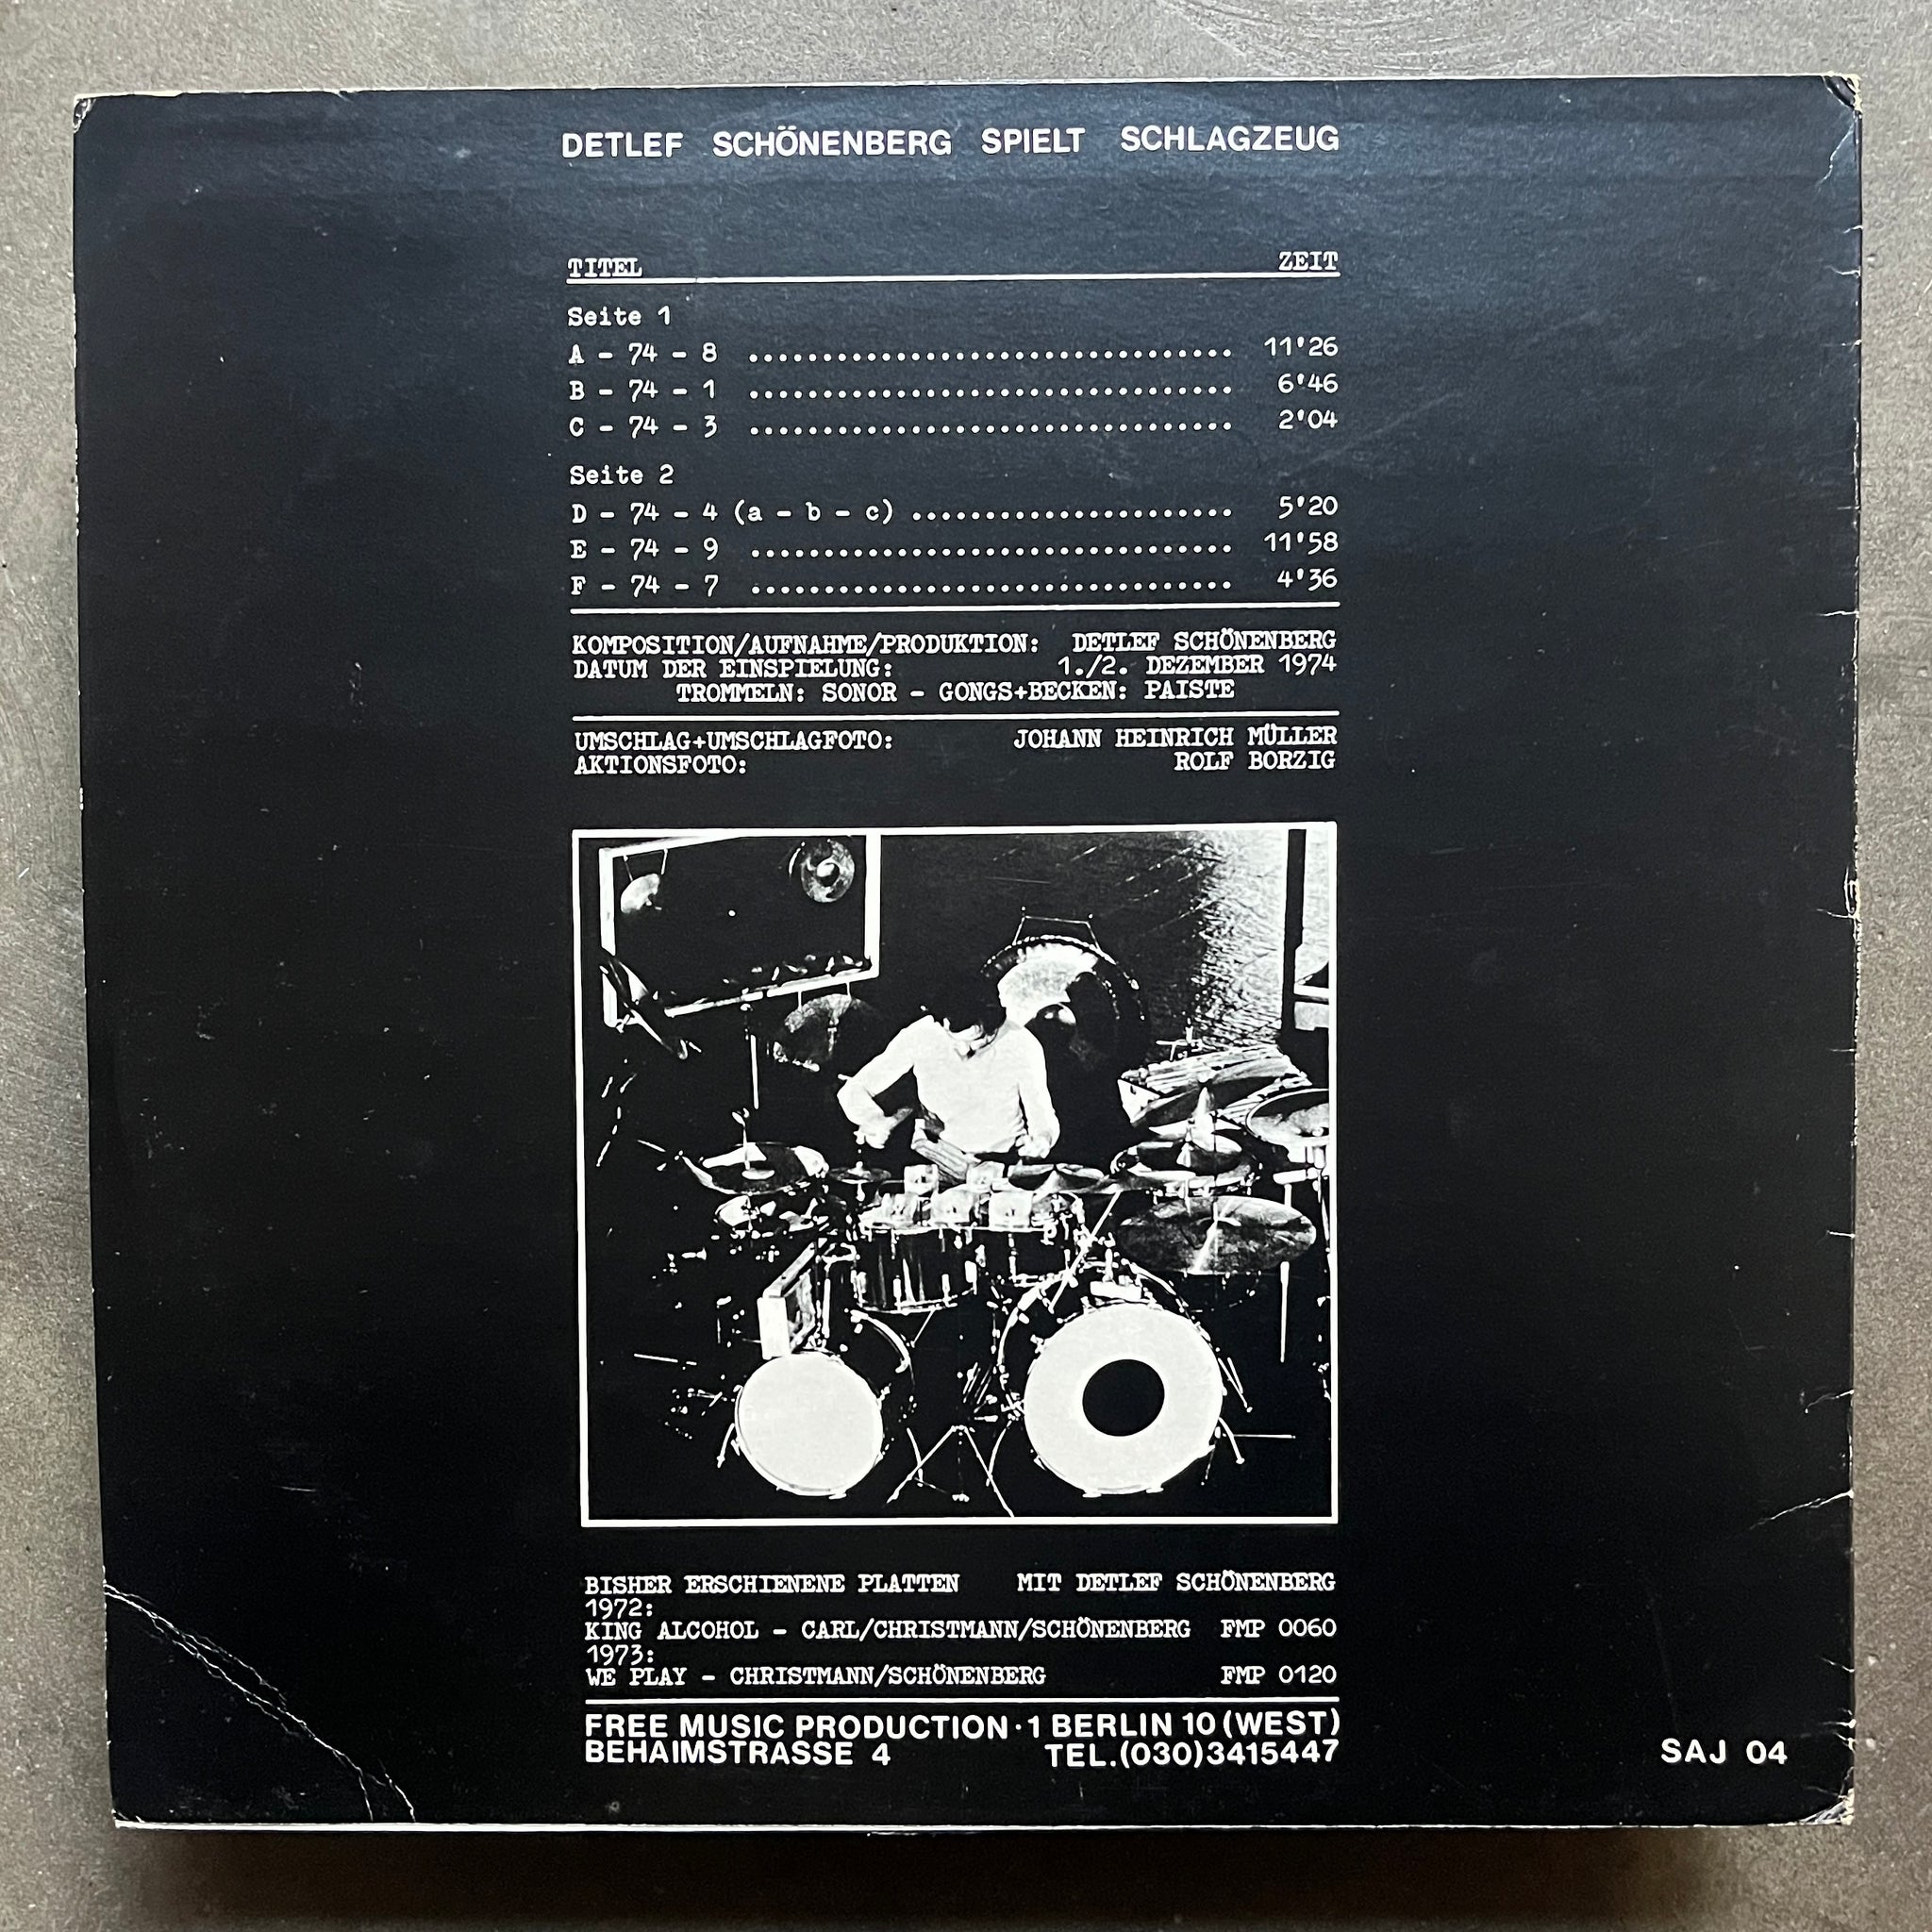 DETLEF SCHÖNENBERG SPIELT SCHLAGZEUG
TITEL ZEIT
Seite 1
A - 74 - 8 ................................. 11'26
B - 74 - 1 ................................. 6'46
C - 74 - 3 ................................. 2'04
Seite 2
D - 74 - 4 (a - b - c) ...................... 5'20
E - 74 - 9 ................................. 11'58
F - 74 - 7 ................................. 4'36
KOMPOSITION/AUFNAHME/PRODUKTION: DETLEF SCHÖNENBERG
DATUM DER EINSPIELUNG: 1./2. DEZEMBER 1974
TROMMELN: SONOR - GONGS+BECKEN: PAISTE
UMSCHLAG+UMSCHLAGFOTO: JOHANN HEINRICH MÜLLER
AKTIONSFOTO: ROLF BORZIG
BISHER ERSCHIENENE PLATTEN MIT DETLEF SCHÖNENBERG
1972:
KING ALCOHOL - CARL/CHRISTMANN/SCHÖNENBERG FMP 0060
1973:
WE PLAY - CHRISTMANN/SCHÖNENBERG FMP 0120
FREE MUSIC PRODUCTION · 1 BERLIN 10 (WEST)
BEHAIMSTRASSE 4 TEL.(030)3415447
SAJ 04